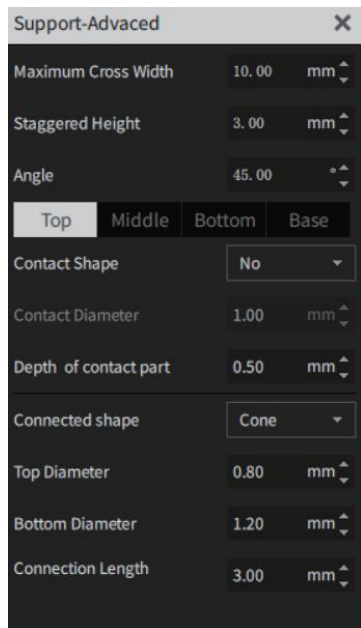 Support-Advaced ×
Maximum Cross Width 10.00 mm
Staggered Height 3.00 mm
Angle 45.00 °
Top Middle Bottom Base
Contact Shape No
Contact Diameter 1.00 mm
Depth of contact part 0.50 mm
Connected shape Cone
Top Diameter 0.80 mm
Bottom Diameter 1.20 mm
Connection Length 3.00 mm